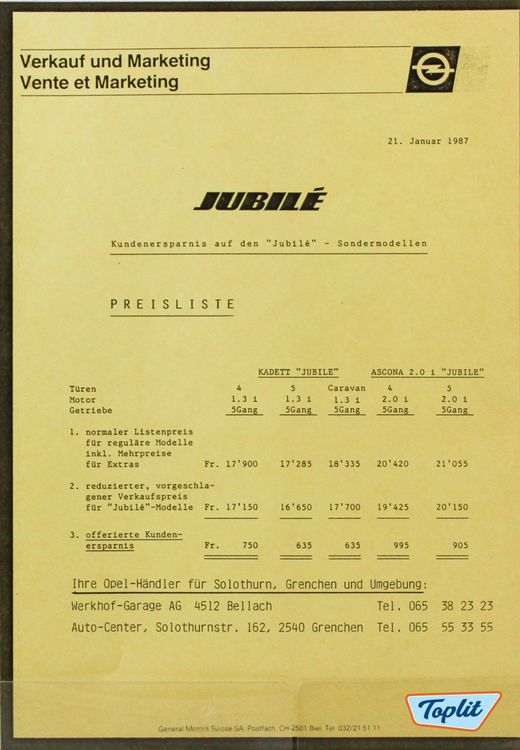 Verkauf und Marketing
Vente et Marketing
21. Januar 1987
JUBILÉ
Kundenersparnis auf den "Jubilé" - Sondermodellen
PREISLISTE
KADETT "JUBILE" ASCONA 2.0 i "JUBILE"
Türen 4 5 Caravan 4 5
Motor 1.3 i 1.3 i 1.3 i 2.0 i 2.0 i
Getriebe 5Gang 5Gang 5Gang 5Gang 5Gang
1. normaler Listenpreis
für reguläre Modelle
inkl. Mehrpreise
für Extras Fr. 17'900 17'285 18'335 20'420 21'055
2. reduzierter, vorgeschla-
gener Verkaufspreis
für "Jubilé"-Modelle Fr. 17'150 16'650 17'700 19'425 20'150
3. offerierte Kunden-
ersparnis Fr. 750 635 635 995 905
Ihre Opel-Händler für Solothurn, Grenchen und Umgebung:
Werkhof-Garage AG 4512 Bellach Tel. 065 38 23 23
Auto-Center, Solothurnstr. 162, 2540 Grenchen Tel. 065 55 33 55
General Motors Suisse SA, Postfach, CH-2501 Biel, Tel. 032/21 51 11
Toplit